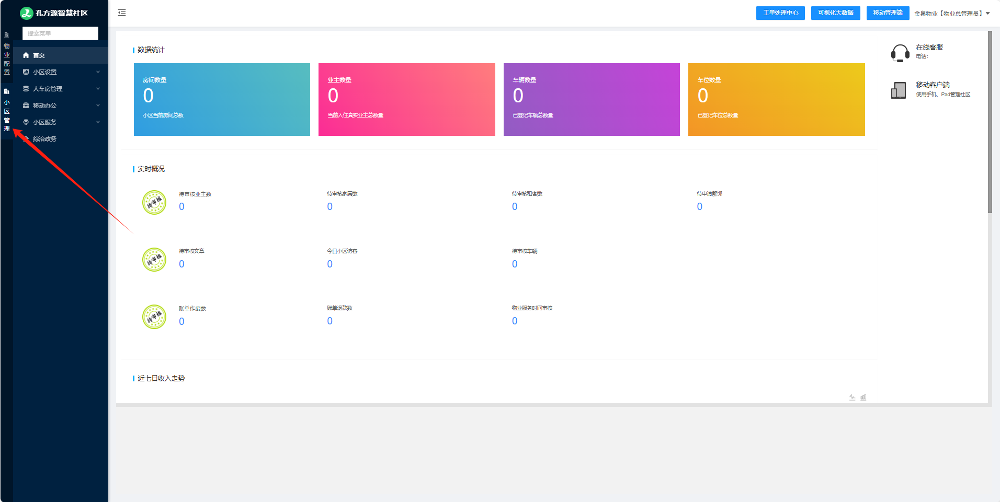 孔方源智慧社区
搜索菜单
物业配置
小区管理
首页
小区设置
人车房管理
移动办公
小区服务
综治政务
工单处理中心
可视化大数据
移动管理端
金泉物业【物业总管理员】
数据统计
房间数量
0
小区当前房间总数
业主数量
0
当前入住真实业主总数量
车辆数量
0
已登记车辆总数量
车位数量
0
已登记车位总数量
在线客服
电话:
移动客户端
使用手机、Pad管理社区
实时概况
待审核
待审核业主数
0
待审核家属数
0
待审核租客数
0
待申请解绑
0
待审核
待审核文章
0
今日小区访客
0
待审核车辆
0
待审核
账单作废数
0
账单退款数
0
物业服务时间审核
0
近七日收入走势